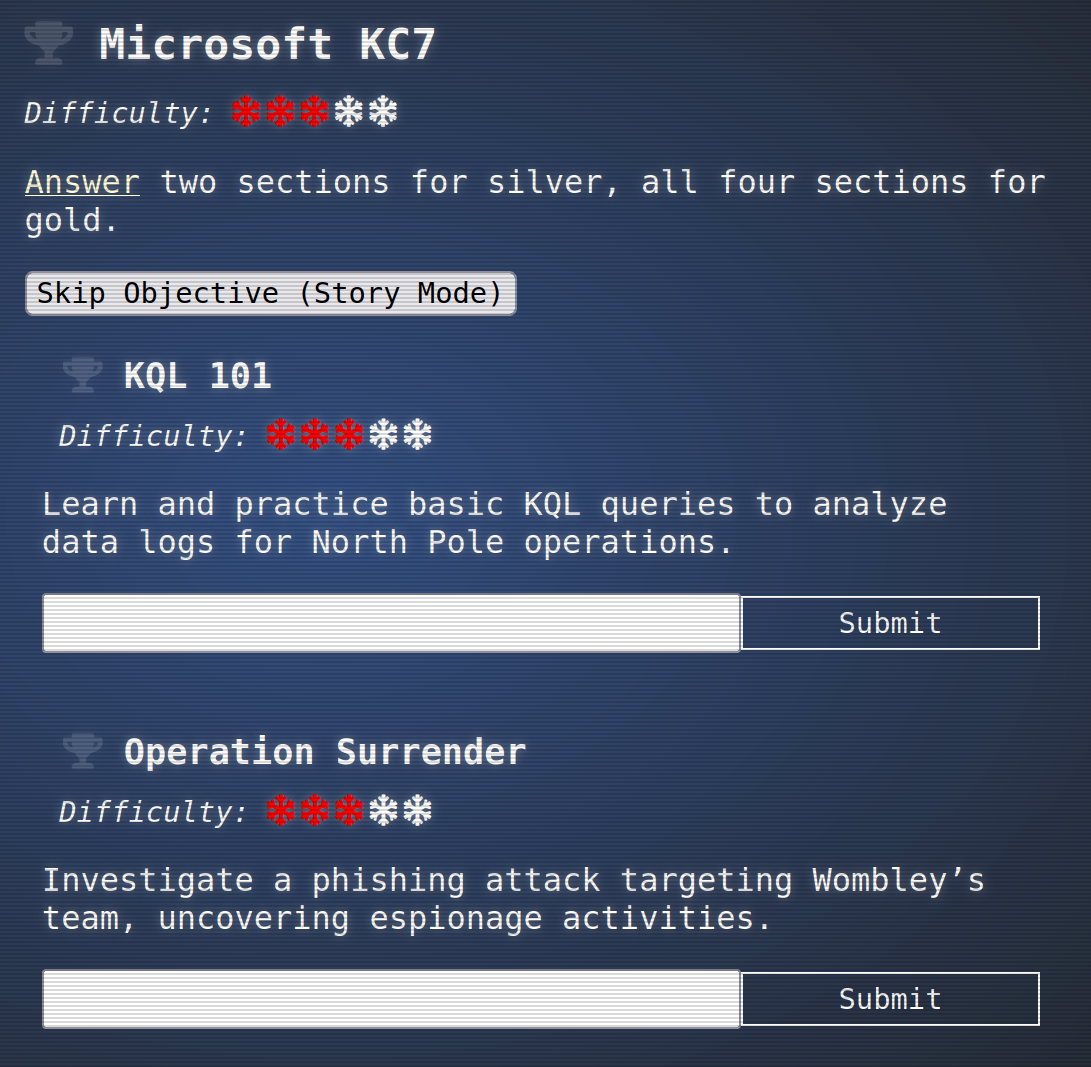 Microsoft KC7
Difficulty:
Answer two sections for silver, all four sections for
gold.
Skip Objective (Story Mode)
KQL 101
Difficulty:
Learn and practice basic KQL queries to analyze
data logs for North Pole operations.
Submit
Operation Surrender
Difficulty:
Investigate a phishing attack targeting Wombley’s
team, uncovering espionage activities.
Submit